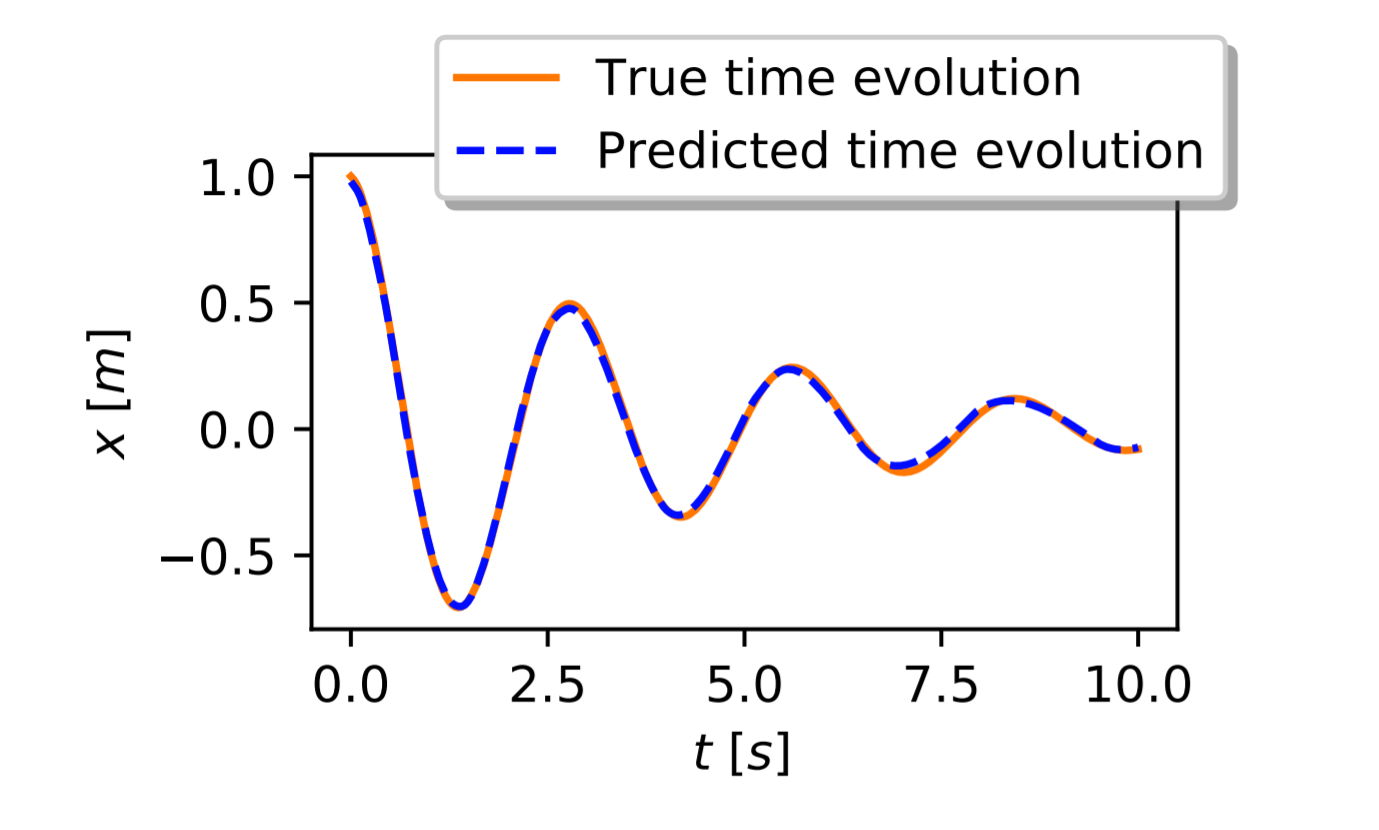 True time evolution
Predicted time evolution
1.0
0.5
0.0
−0.5
x [m]
0.0 2.5 5.0 7.5 10.0
t [s]